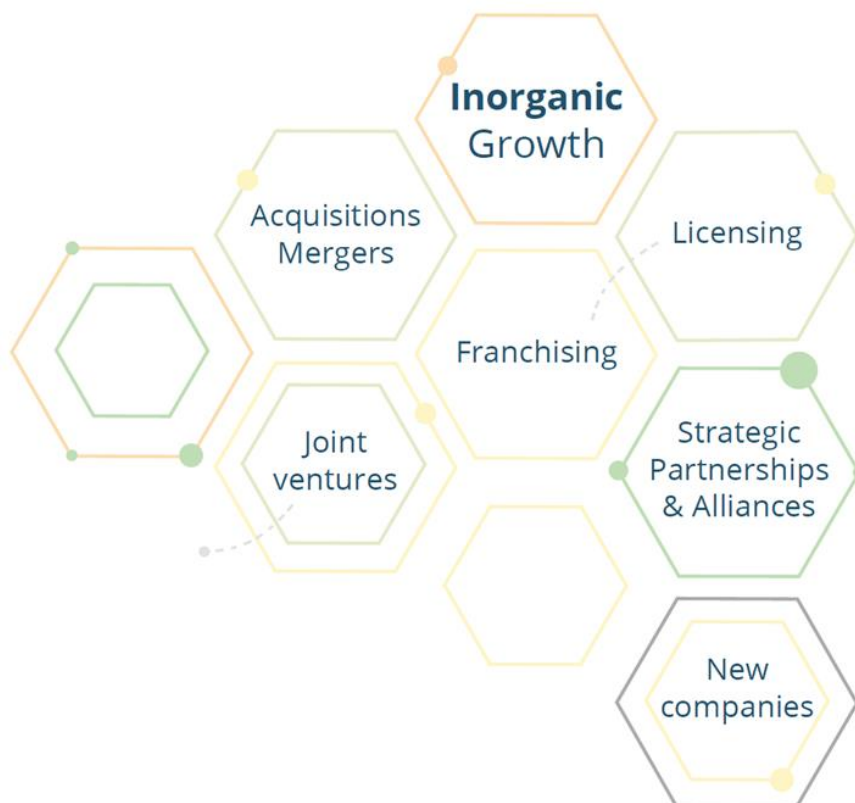 Inorganic
Growth
Acquisitions
Mergers
Licensing
Franchising
Joint
ventures
Strategic
Partnerships
& Alliances
New
companies